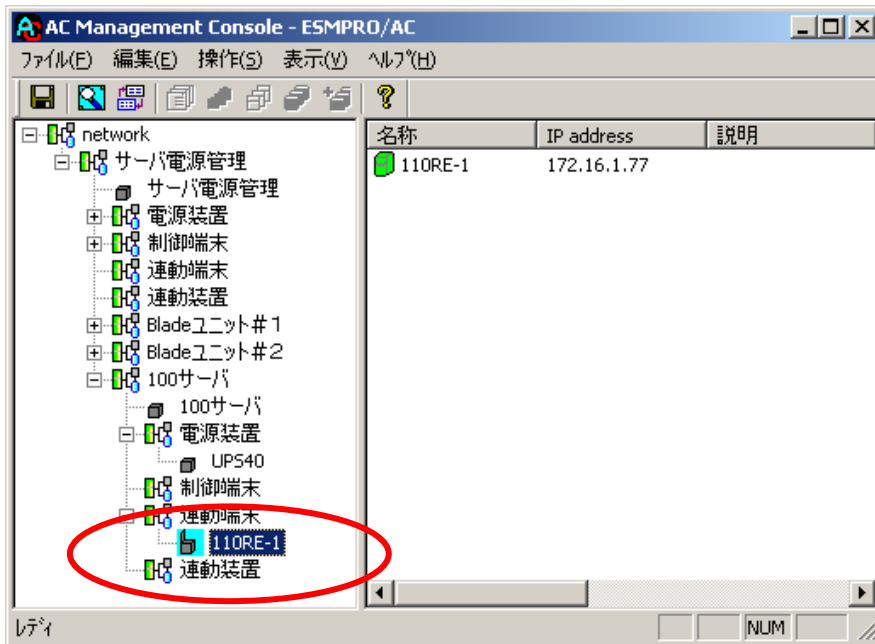 AC Management Console - ESMPRO/AC
ﾌｧｲﾙ(F) 編集(E) 操作(S) 表示(V) ﾍﾙﾌﾟ(H)
network
サーバ電源管理
サーバ電源管理
電源装置
制御端末
連動端末
連動装置
Bladeユニット＃1
Bladeユニット＃2
100サーバ
100サーバ
電源装置
UPS40
制御端末
連動端末
110RE-1
連動装置
名称 IP address 説明
110RE-1 172.16.1.77
ﾚﾃﾞｨ NUM